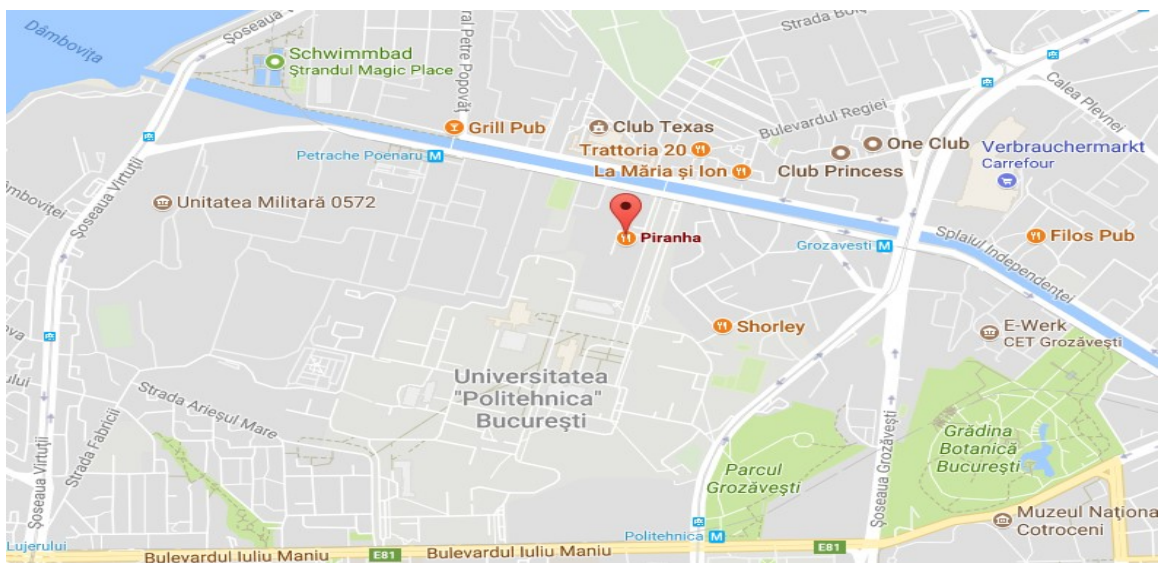 Dâmbovița
Șoseaua Virtuții
Schwimmbad
Ștrandul Magic Place
Petre Popovăț
Strada
Calea Plevnei
Grill Pub
Club Texas
Bulevardul Regiei
Trattoria 20
One Club
Petrache Poenaru M
La Măria și Ion
Club Princess
Verbrauchermarkt
Carrefour
Unitatea Militară 0572
Șoseaua Virtuții
Piranha
Grozavesti M
Splaiul Independenței
Filos Pub
Shorley
E-Werk
CET Grozăvești
Universitatea
"Politehnica"
București
Strada Arieșul Mare
Strada Fabricii
Șoseaua Virtuții
Parcul
Grozăvești
Șoseaua Grozăvești
Grădina
Botanică
București
Muzeul Naționa
Cotroceni
Politehnica M
Lujerului
Bulevardul Iuliu Maniu
E81
Bulevardul Iuliu Maniu
E81